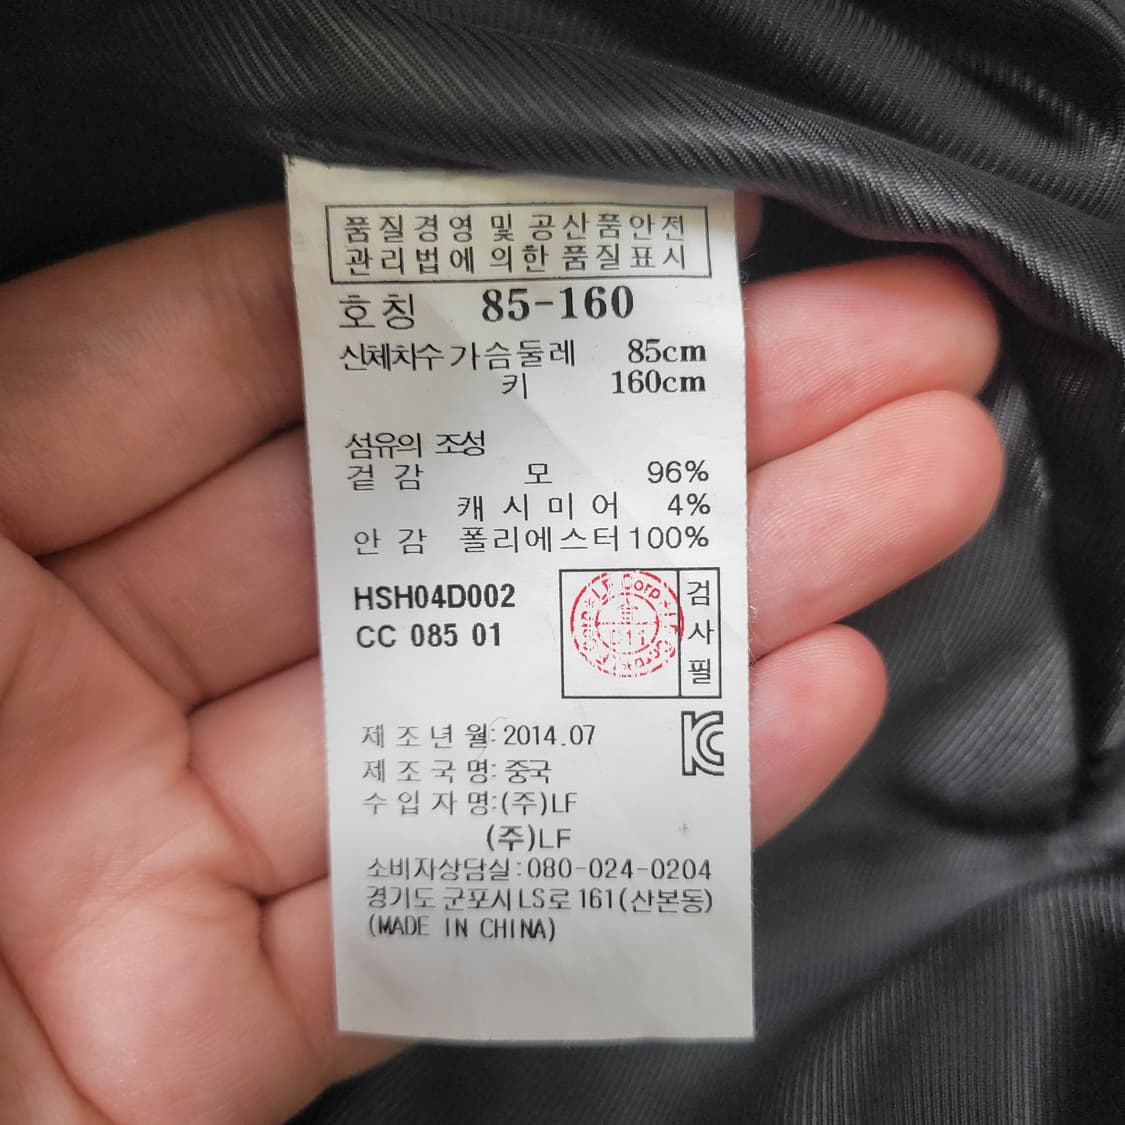 품질경영 및 공산품안전
관리법에 의한 품질표시
호칭 85-160
신체치수 가슴둘레 85cm
키 160cm
섬유의 조성
겉감 모 96%
캐시미어 4%
안감 폴리에스터 100%
HSH04D002
CC 085 01
LF Corp
검사필
제조년월: 2014.07
제조국명: 중국
수입자명:(주)LF
(주)LF
소비자상담실:080-024-0204
경기도 군포시 LS로 161(산본동)
(MADE IN CHINA)